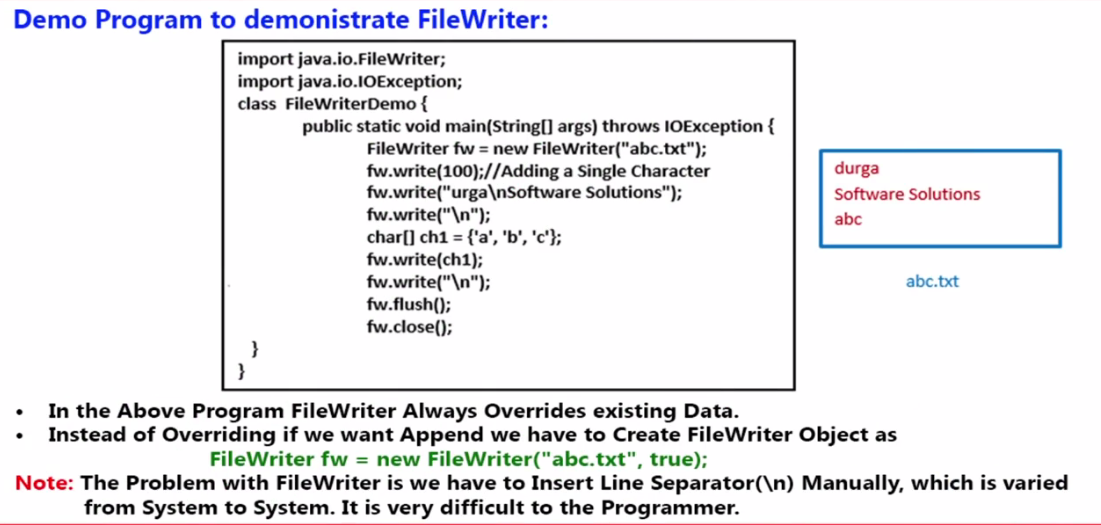 Demo Program to demonistrate FileWriter:
import java.io.FileWriter;
import java.io.IOException;
class FileWriterDemo {
public static void main(String[] args) throws IOException {
FileWriter fw = new FileWriter("abc.txt");
fw.write(100);//Adding a Single Character
fw.write("urga\nSoftware Solutions");
fw.write("\n");
char[] ch1 = {'a', 'b', 'c'};
fw.write(ch1);
fw.write("\n");
fw.flush();
fw.close();
}
}
durga
Software Solutions
abc
abc.txt
• In the Above Program FileWriter Always Overrides existing Data.
• Instead of Overriding if we want Append we have to Create FileWriter Object as
FileWriter fw = new FileWriter("abc.txt", true);
Note: The Problem with FileWriter is we have to Insert Line Separator(\n) Manually, which is varied
from System to System. It is very difficult to the Programmer.